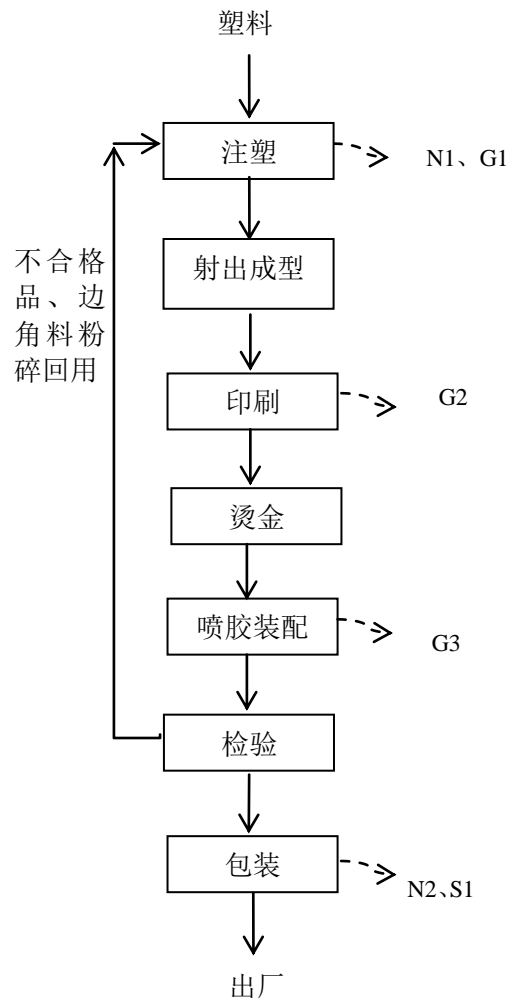 塑料
注塑
N1、G1
射出成型
不合格
品、边
角料粉
碎回用
印刷
G2
烫金
喷胶装配
G3
检验
包装
N2、S1
出厂